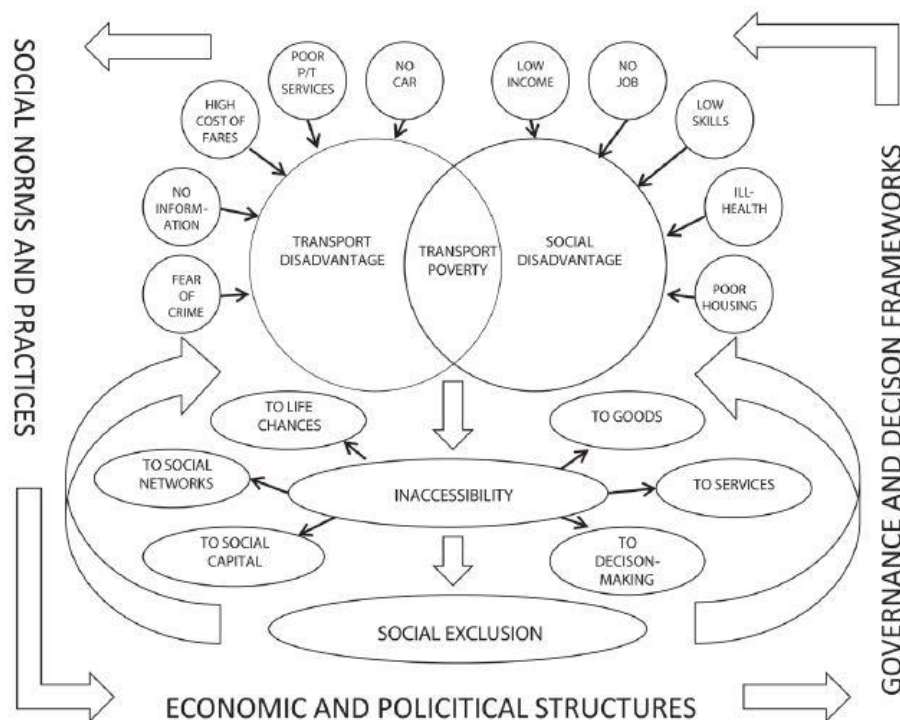 SOCIAL NORMS AND PRACTICES
POOR
P/T
SERVICES
NO
CAR
LOW
INCOME
NO
JOB
HIGH
COST OF
FARES
LOW
SKILLS
NO
INFORM-
ATION
ILL-
HEALTH
TRANSPORT
DISADVANTAGE
TRANSPORT
POVERTY
SOCIAL
DISADVANTAGE
FEAR
OF
CRIME
POOR
HOUSING
GOVERNANCE AND DECISON FRAMEWORKS
TO LIFE
CHANCES
TO GOODS
TO SOCIAL
NETWORKS
INACCESSIBILITY
TO SERVICES
TO SOCIAL
CAPITAL
TO
DECISON-
MAKING
SOCIAL EXCLUSION
ECONOMIC AND POLICITICAL STRUCTURES